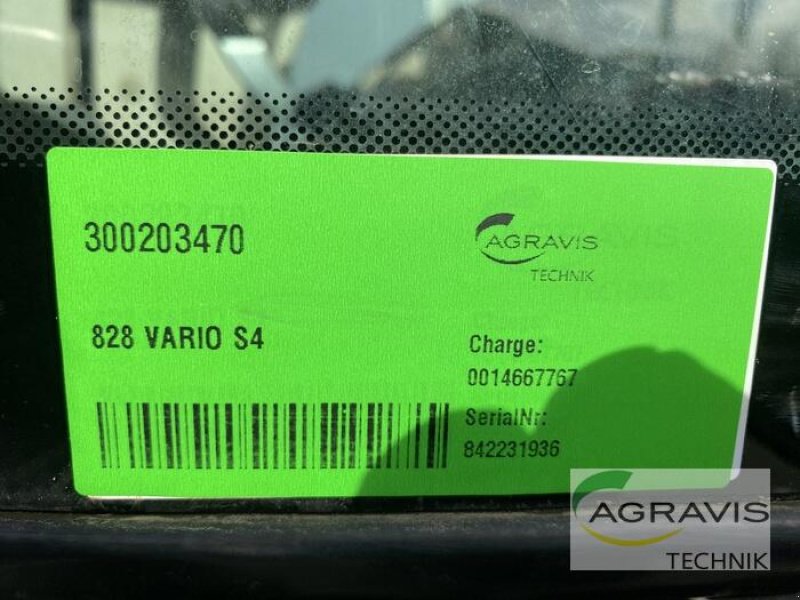 300203470
AGRAVIS
TECHNIK
828 VARIO S4
Charge:
0014667767
SerialNr:
842231936
AGRAVIS
TECHNIK